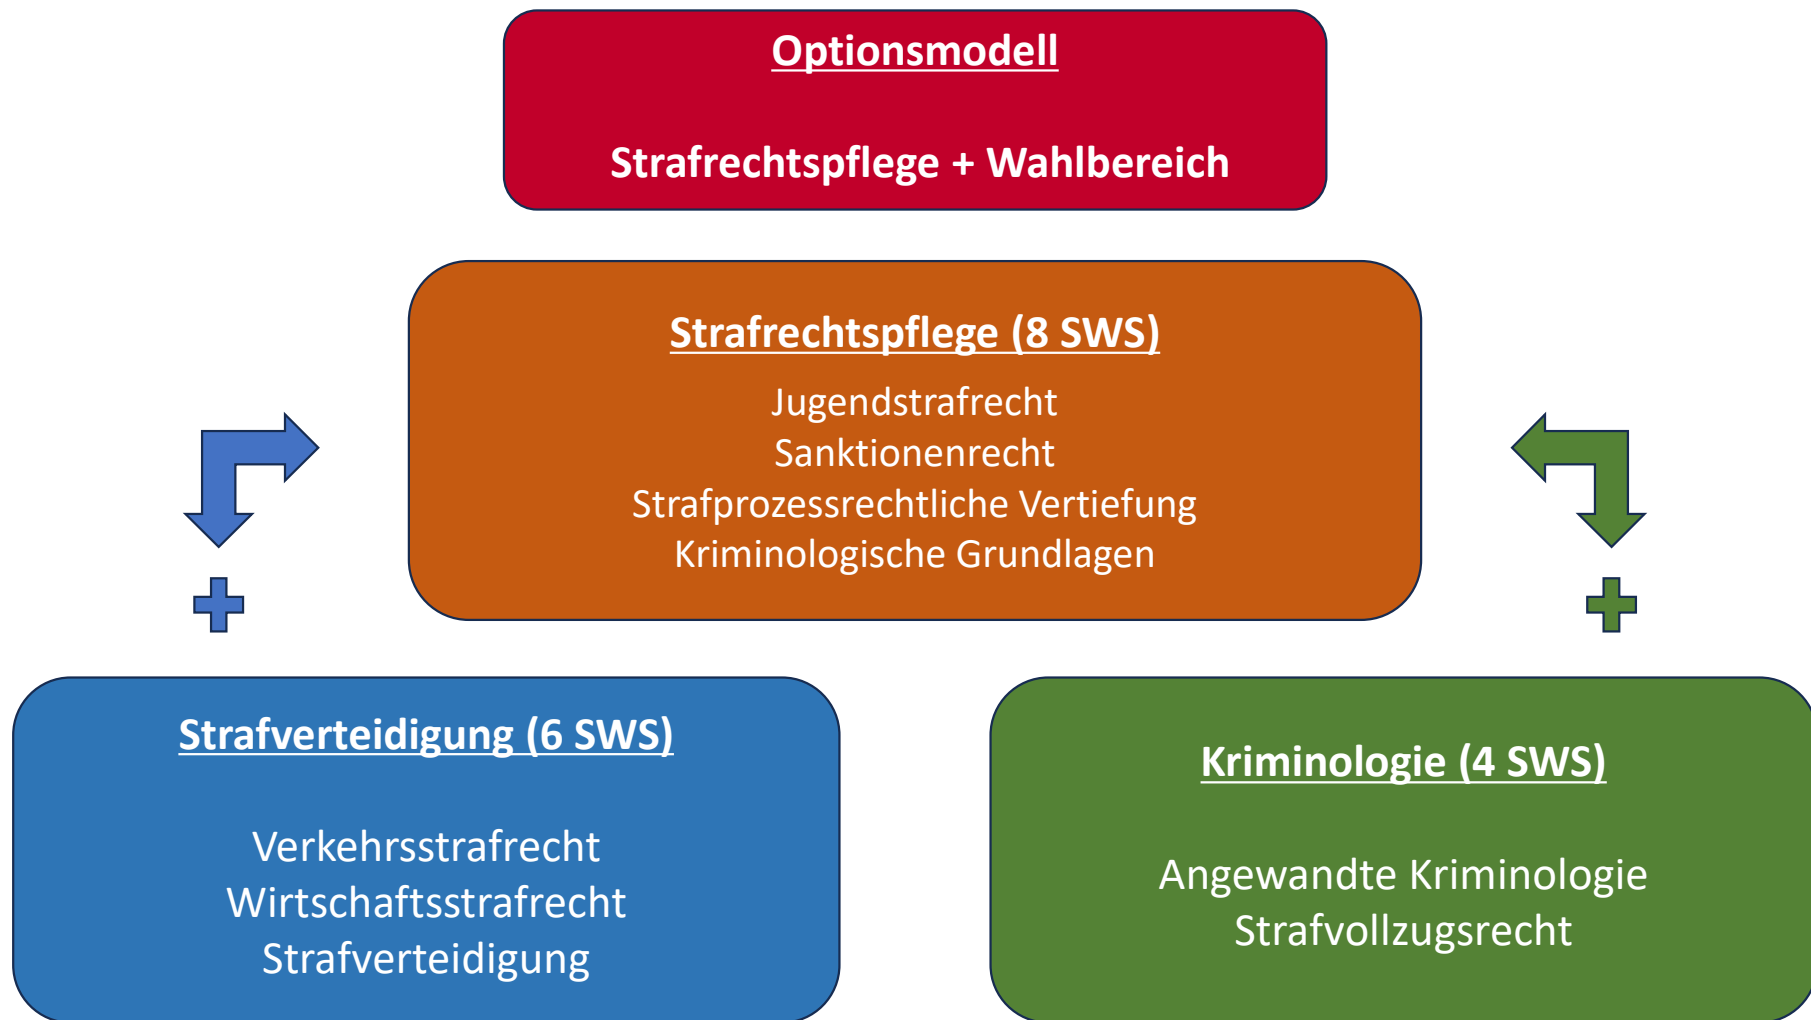 Optionsmodell
Strafrechtspflege + Wahlbereich
Strafrechtspflege (8 SWS)
Jugendstrafrecht
Sanktionenrecht
Strafprozessrechtliche Vertiefung
Kriminologische Grundlagen
Strafverteidigung (6 SWS)
Verkehrsstrafrecht
Wirtschaftsstrafrecht
Strafverteidigung
Kriminologie (4 SWS)
Angewandte Kriminologie
Strafvollzugsrecht